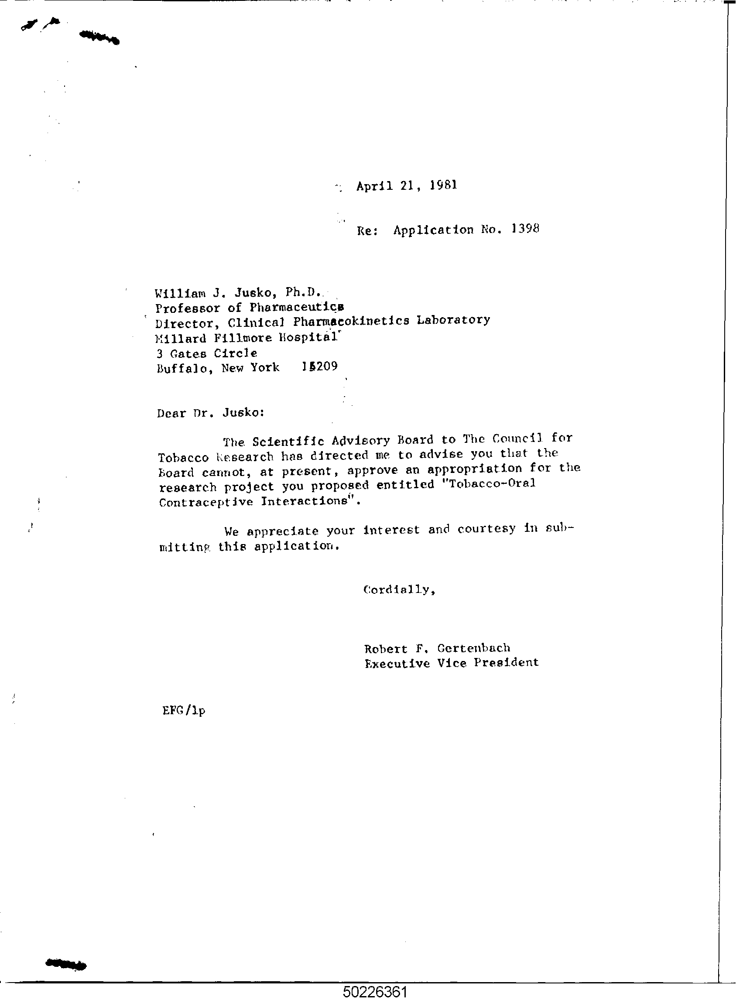 April 21, 1981
Re: Application No. 1398
William J. Jusko, Ph.D.
Professor of Pharmaceutics
Director, Clinical Pharmacokinetics Laboratory
Millard Fillmore Hospital
3 Gates Circle
Buffalo, New York 14209
Dear Dr. Jusko:
The Scientific Advisory Board to The Council for
Tobacco Research has directed me to advise you that the
Board cannot, at present, approve an appropriation for the
research project you proposed entitled "Tobacco-Oral
Contraceptive Interactions".
We appreciate your interest and courtesy in sub-
mitting this application.
Cordially,
Robert F. Gertenbach
Executive Vice President
EFG/lp
50226361